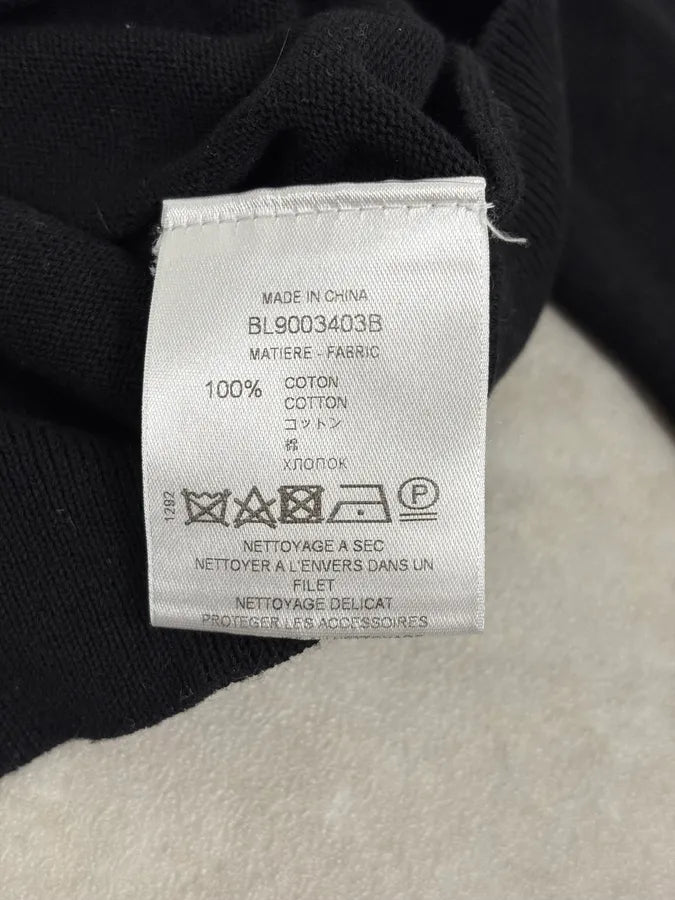 MADE IN CHINA
BL9003403B
MATIERE - FABRIC
100% COTON
COTTON
コットン
棉
ХЛОПОК
1292
P
NETTOYAGE A SEC
NETTOYER A L'ENVERS DANS UN
FILET
NETTOYAGE DELICAT
PROTEGER LES ACCESSOIRES